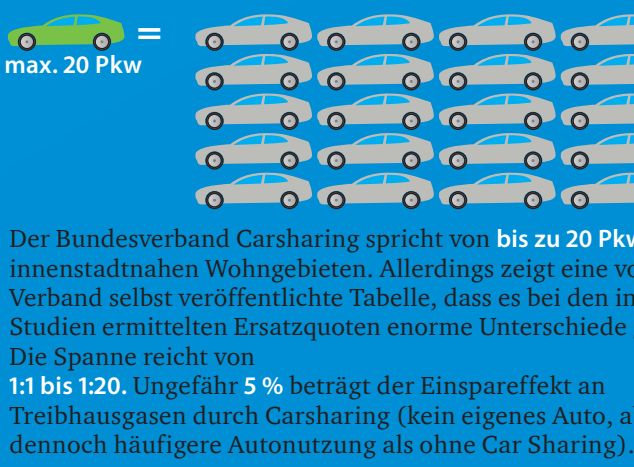 =
max. 20 Pkw
Der Bundesverband Carsharing spricht von bis zu 20 Pkw
innenstadtnahen Wohngebieten. Allerdings zeigt eine
Verband selbst veröffentlichte Tabelle, dass es bei den
Studien ermittelten Ersatzquoten enorme Unterschiede
Die Spanne reicht von
1:1 bis 1:20. Ungefähr 5 % beträgt der Einspareffekt an
Treibhausgasen durch Carsharing (kein eigenes Auto,
dennoch häufigere Autonutzung als ohne Car Sharing).